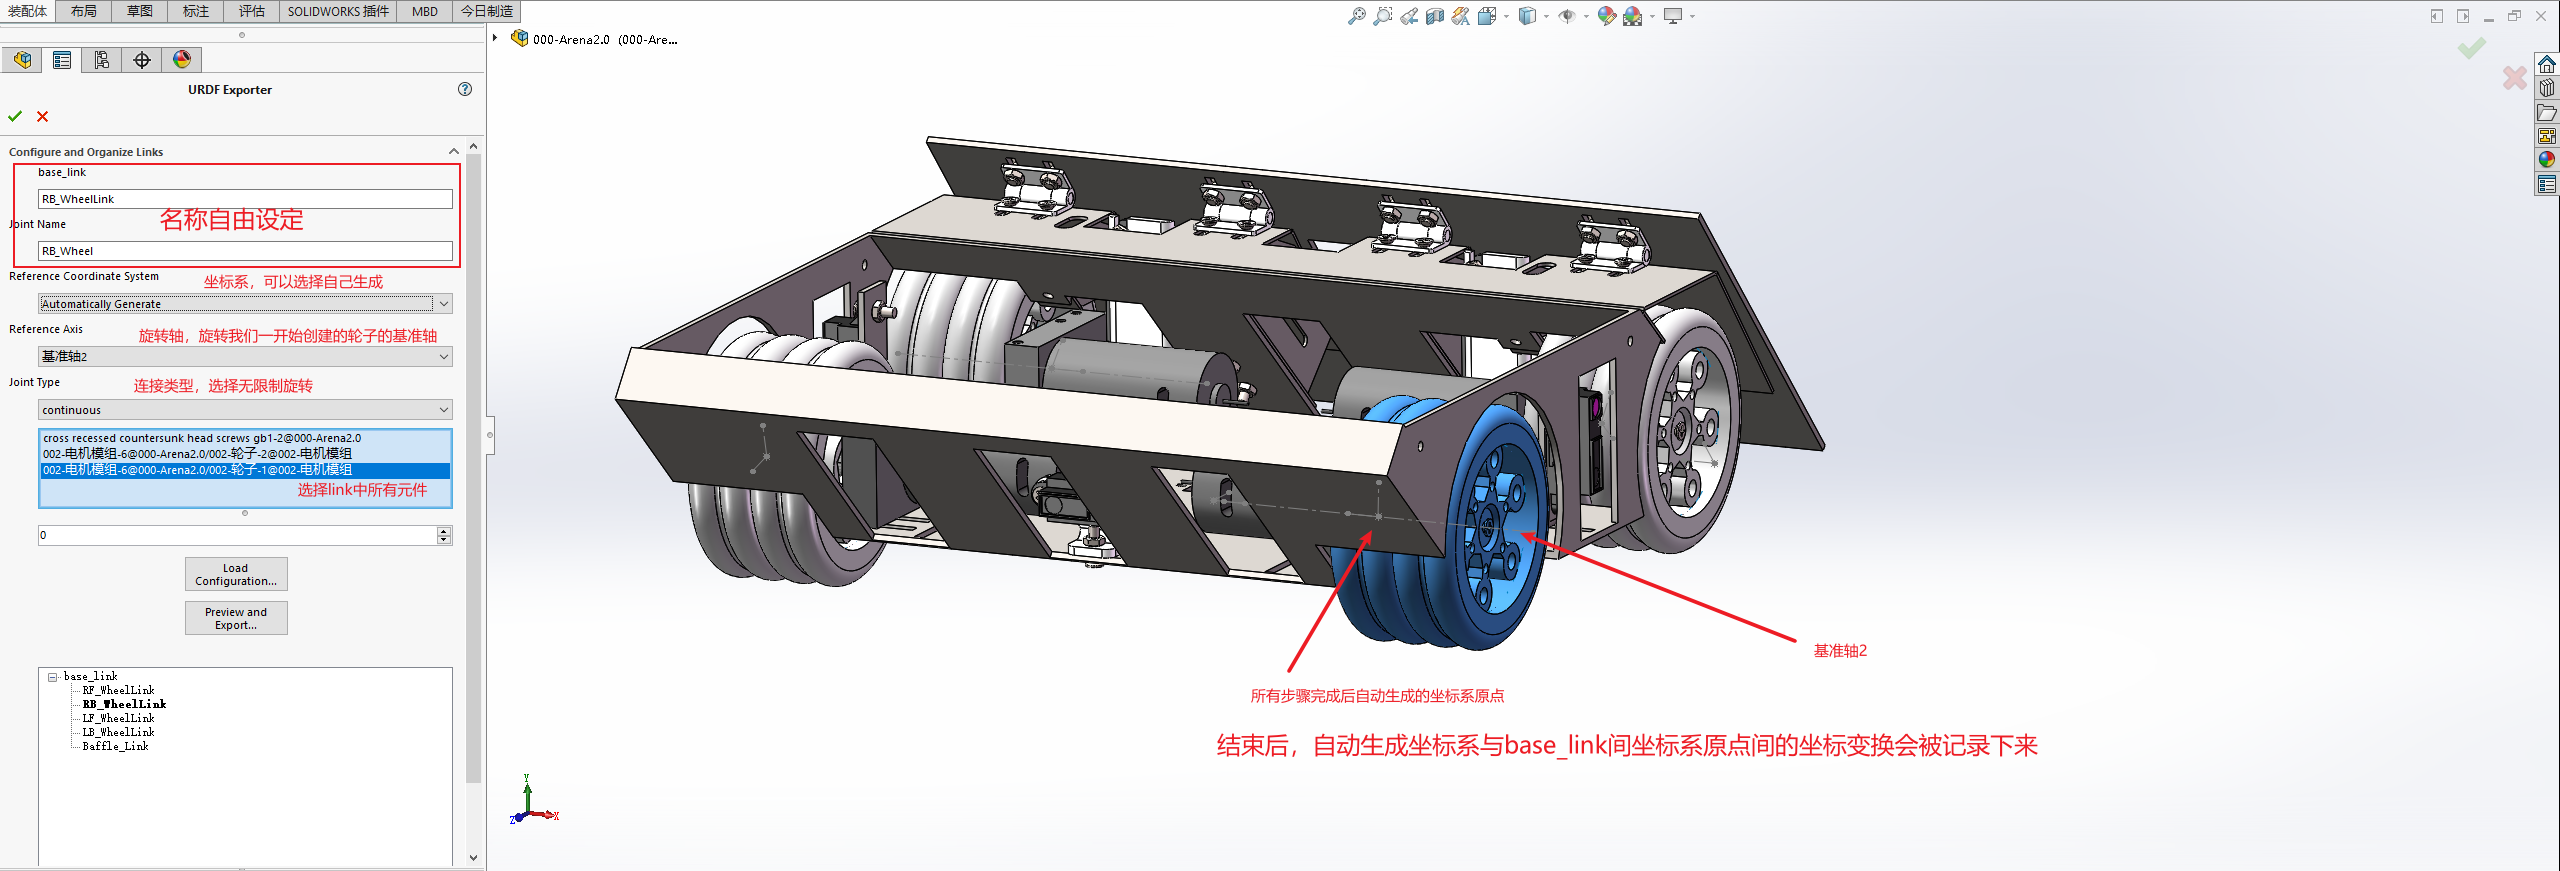 装配体 布局 草图 标注 评估 SOLIDWORKS 插件 MBD 今日制造
000-Arena2.0 (000-Are...
URDF Exporter
Configure and Organize Links
base_link
RB_WheelLink
名称自由设定
Joint Name
RB_Wheel
Reference Coordinate System
坐标系，可以选择自己生成
Automatically Generate
Reference Axis
旋转轴，旋转我们一开始创建的轮子的基准轴
基准轴2
Joint Type
连接类型，选择无限制旋转
continuous
cross recessed countersunk head screws gb1-2@000-Arena2.0
002-电机模组-6@000-Arena2.0/002-轮子-2@002-电机模组
002-电机模组-6@000-Arena2.0/002-轮子-1@002-电机模组
选择link中所有元件
0
Load
Configuration...
Preview and
Export...
base_link
RF_WheelLink
RB_WheelLink
LF_WheelLink
LB_WheelLink
Baffle_Link
基准轴2
所有步骤完成后自动生成的坐标系原点
结束后，自动生成坐标系与base_link间坐标系原点间的坐标变换会被记录下来
Y
Z
X